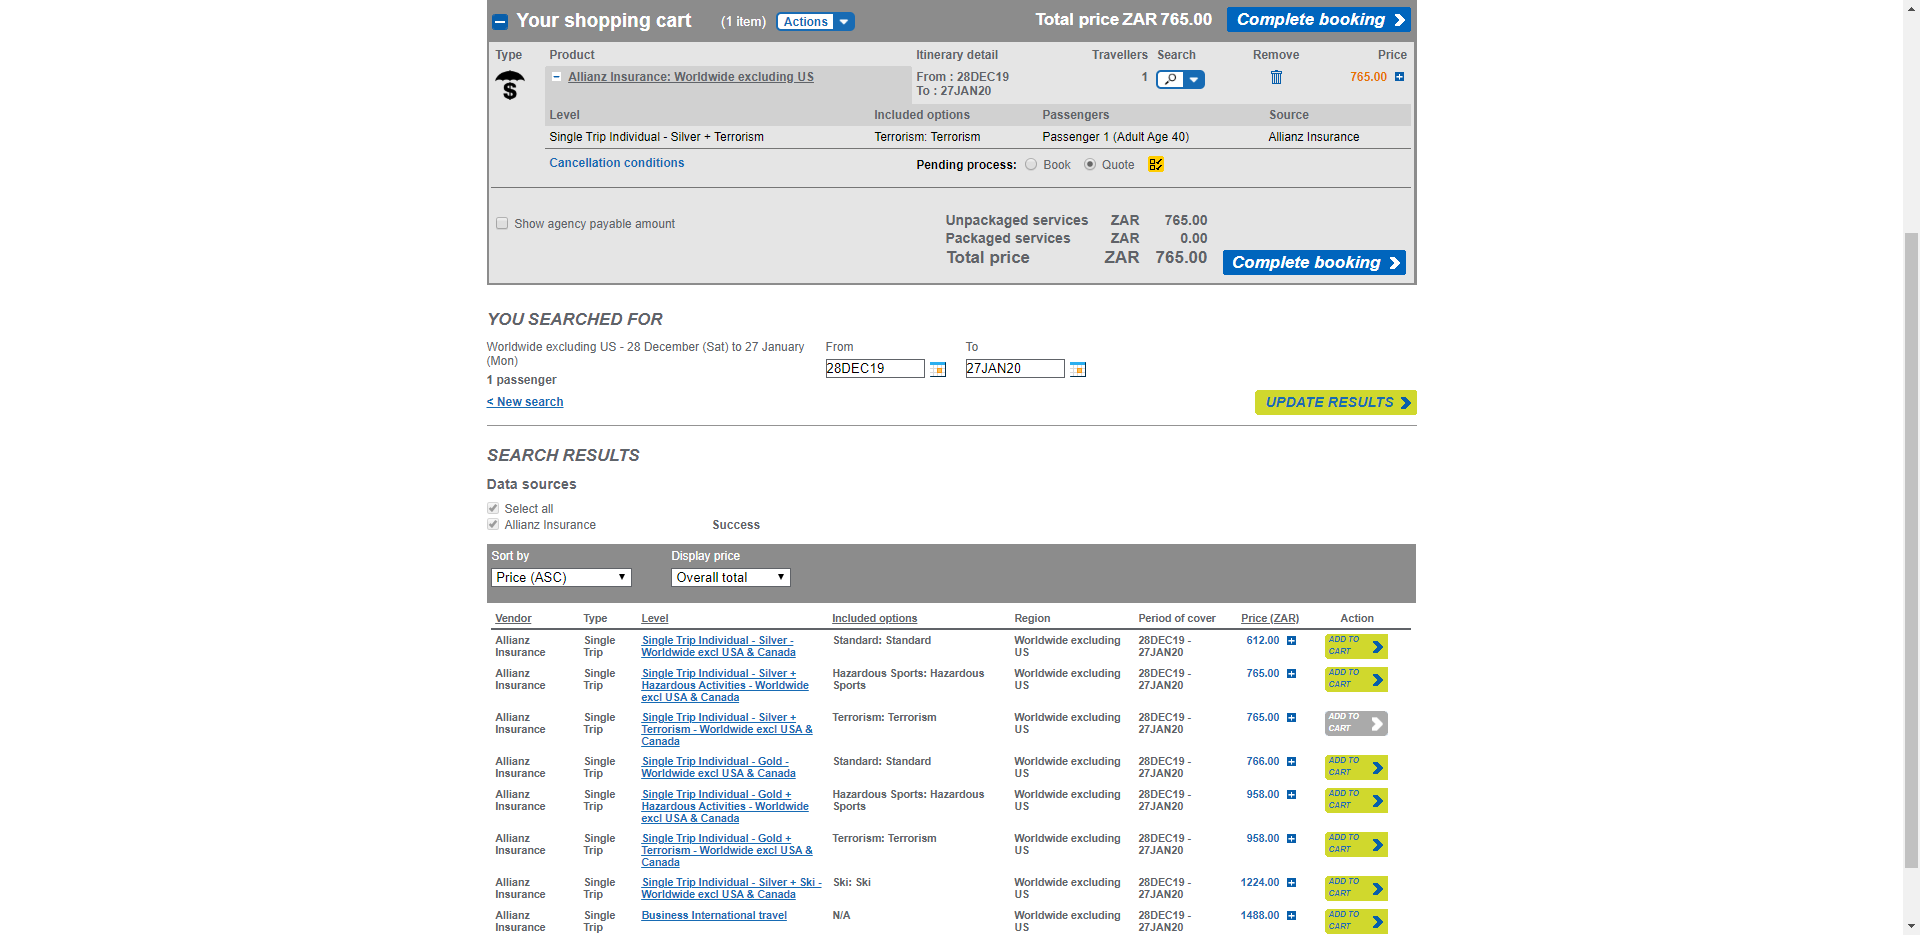 Your shopping cart (1 item) Actions Total price ZAR 765.00 Complete booking
Type Product Itinerary detail Travellers Search Remove Price
Allianz Insurance: Worldwide excluding US From : 28DEC19 1 765.00
To : 27JAN20
Level Included options Passengers Source
Single Trip Individual - Silver + Terrorism Terrorism: Terrorism Passenger 1 (Adult Age 40) Allianz Insurance
Cancellation conditions Pending process: Book Quote
Show agency payable amount
Unpackaged services ZAR 765.00
Packaged services ZAR 0.00
Total price ZAR 765.00 Complete booking
YOU SEARCHED FOR
Worldwide excluding US - 28 December (Sat) to 27 January From To
(Mon) 28DEC19 27JAN20
1 passenger
< New search UPDATE RESULTS
SEARCH RESULTS
Data sources
Select all
Allianz Insurance Success
Sort by Display price
Price (ASC) Overall total
Vendor Type Level Included options Region Period of cover Price (ZAR) Action
Allianz Single Single Trip Individual - Silver - Standard: Standard Worldwide excluding 28DEC19 - 612.00 ADD TO
Insurance Trip Worldwide excl USA & Canada US 27JAN20 CART
Allianz Single Single Trip Individual - Silver + Hazardous Sports: Hazardous Worldwide excluding 28DEC19 - 765.00 ADD TO
Insurance Trip Hazardous Activities - Worldwide Sports US 27JAN20 CART
excl USA & Canada
Allianz Single Single Trip Individual - Silver + Terrorism: Terrorism Worldwide excluding 28DEC19 - 765.00 ADD TO
Insurance Trip Terrorism - Worldwide excl USA & US 27JAN20 CART
Canada
Allianz Single Single Trip Individual - Gold - Standard: Standard Worldwide excluding 28DEC19 - 766.00 ADD TO
Insurance Trip Worldwide excl USA & Canada US 27JAN20 CART
Allianz Single Single Trip Individual - Gold + Hazardous Sports: Hazardous Worldwide excluding 28DEC19 - 958.00 ADD TO
Insurance Trip Hazardous Activities - Worldwide Sports US 27JAN20 CART
excl USA & Canada
Allianz Single Single Trip Individual - Gold + Terrorism: Terrorism Worldwide excluding 28DEC19 - 958.00 ADD TO
Insurance Trip Terrorism - Worldwide excl USA & US 27JAN20 CART
Canada
Allianz Single Single Trip Individual - Silver + Ski - Ski: Ski Worldwide excluding 28DEC19 - 1224.00 ADD TO
Insurance Trip Worldwide excl USA & Canada US 27JAN20 CART
Allianz Single Business International travel N/A Worldwide excluding 28DEC19 - 1488.00 ADD TO
Insurance Trip US 27JAN20 CART